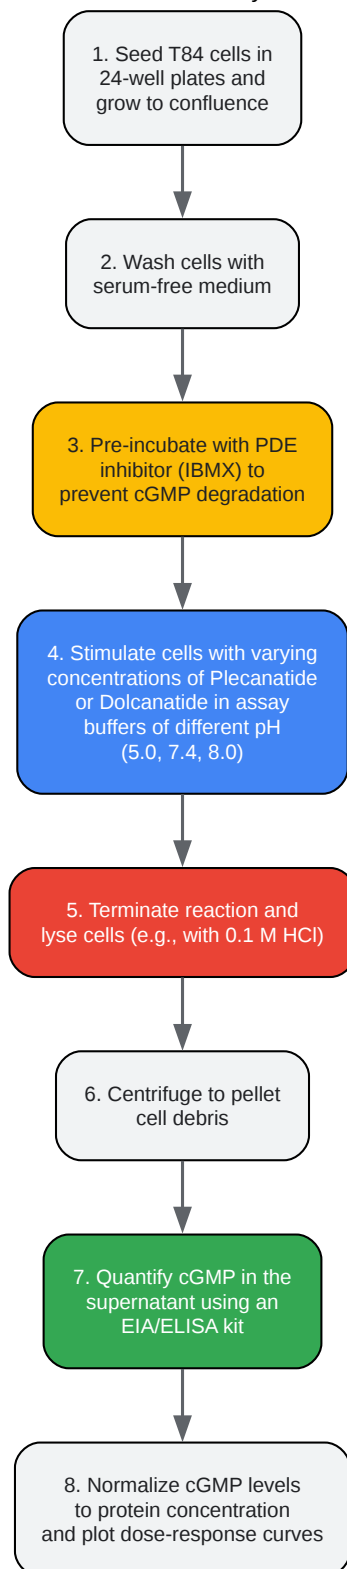 1. Seed T84 cells in
24-well plates and
grow to confluence
2. Wash cells with
serum-free medium
3. Pre-incubate with PDE
inhibitor (IBMX) to
prevent cGMP degradation
4. Stimulate cells with varying
concentrations of Plecanatide
or Dolcanatide in assay
buffers of different pH
(5.0, 7.4, 8.0)
5. Terminate reaction and
lyse cells (e.g., with 0.1 M HCl)
6. Centrifuge to pellet
cell debris
7. Quantify cGMP in the
supernatant using an
EIA/ELISA kit
8. Normalize cGMP levels
to protein concentration
and plot dose-response curves